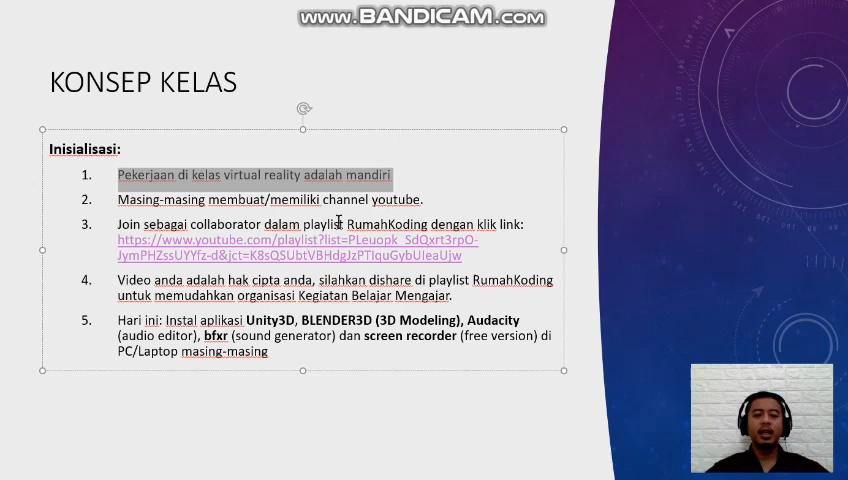 www.BANDICAM.com
KONSEP KELAS
Inisialisasi:
1. Pekerjaan di kelas virtual reality adalah mandiri
2. Masing-masing membuat/memiliki channel youtube.
3. Join sebagai collaborator dalam playlist RumahKoding dengan klik link:
https://www.youtube.com/playlist?list=PLeuopk_SdQxrt3rpO-
JymPHZssUYYfz-d&jct=K8sQSUbtVBHdgJzPTIquGybUIeaUjw
4. Video anda adalah hak cipta anda, silahkan dishare di playlist RumahKoding
untuk memudahkan organisasi Kegiatan Belajar Mengajar.
5. Hari ini: Instal aplikasi Unity3D, BLENDER3D (3D Modeling), Audacity
(audio editor), bfxr (sound generator) dan screen recorder (free version) di
PC/Laptop masing-masing